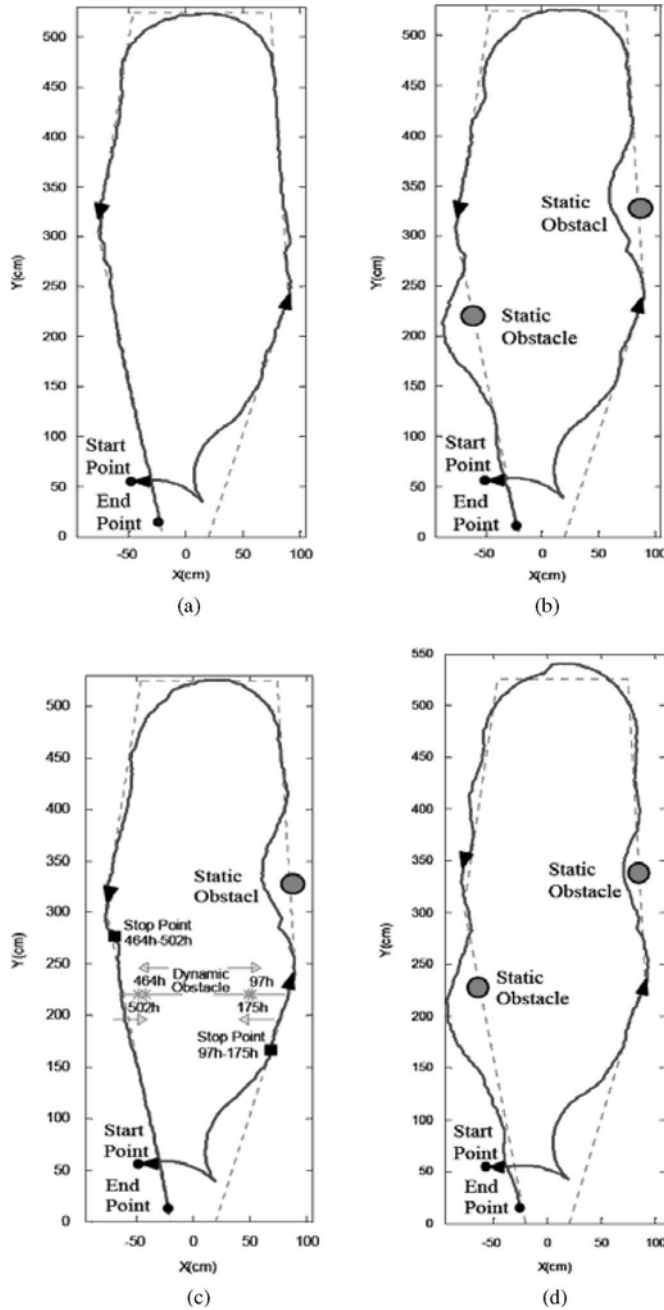 500
450
400
350
300
250
200
150
100
50
0
Y(cm)
Start
Point
End
Point
-50
0
50
100
X(cm)
(a)
500
450
400
350
300
250
200
150
100
50
0
Y(cm)
Static
Obstacl
Static
Obstacle
Start
Point
End
Point
-50
0
50
100
X(cm)
(b)
500
450
400
350
300
250
200
150
100
50
0
Y(cm)
Static
Obstacl
Stop Point
464h-502h
464h
Dynamic
97h
Obstacle
502h
175h
Stop Point
97h-175h
Start
Point
End
Point
-50
0
50
100
X(cm)
(c)
550
500
450
400
350
300
250
200
150
100
50
0
Y(cm)
Static
Obstacle
Static
Obstacle
Start
Point
End
Point
-50
0
50
100
X(cm)
(d)